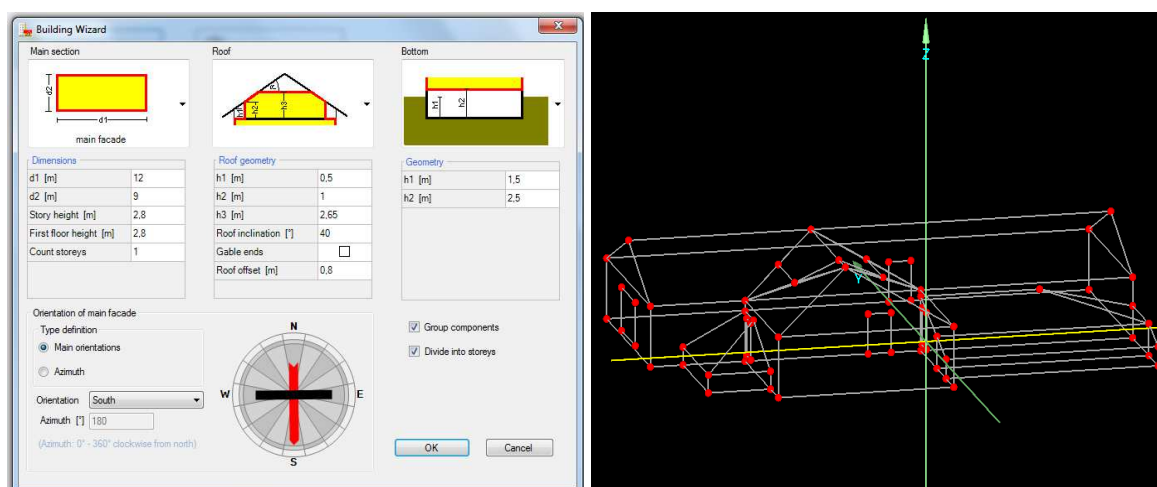 Building Wizard
Main section
Roof
Bottom
d2
d1
main facade
R
h1
h2
h3
h1
h2
Dimensions
d1 [m] 12
d2 [m] 9
Story height [m] 2,8
First floor height [m] 2,8
Count storeys 1
Roof geometry
h1 [m] 0,5
h2 [m] 1
h3 [m] 2,65
Roof inclination [°] 40
Gable ends
Roof offset [m] 0,8
Geometry
h1 [m] 1,5
h2 [m] 2,5
Orientation of main facade
Type definition
Main orientations
Azimuth
Orientation South
Azimuth [°] 180
(Azimuth: 0° - 360° clockwise from north)
N
W
E
S
Group components
Divide into storeys
OK
Cancel
Z
Y